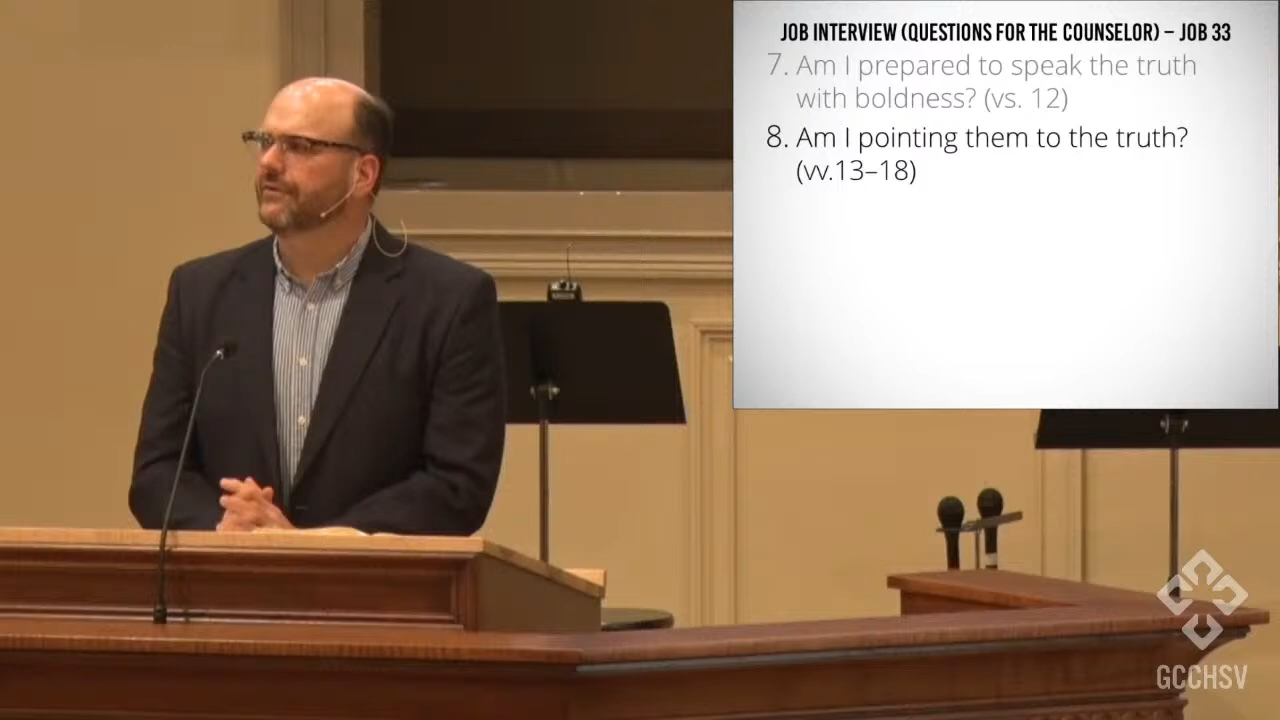 JOB INTERVIEW (QUESTIONS FOR THE COUNSELOR) – JOB 33
7. Am I prepared to speak the truth
with boldness? (vs. 12)
8. Am I pointing them to the truth?
(vv.13–18)
GCCHSV